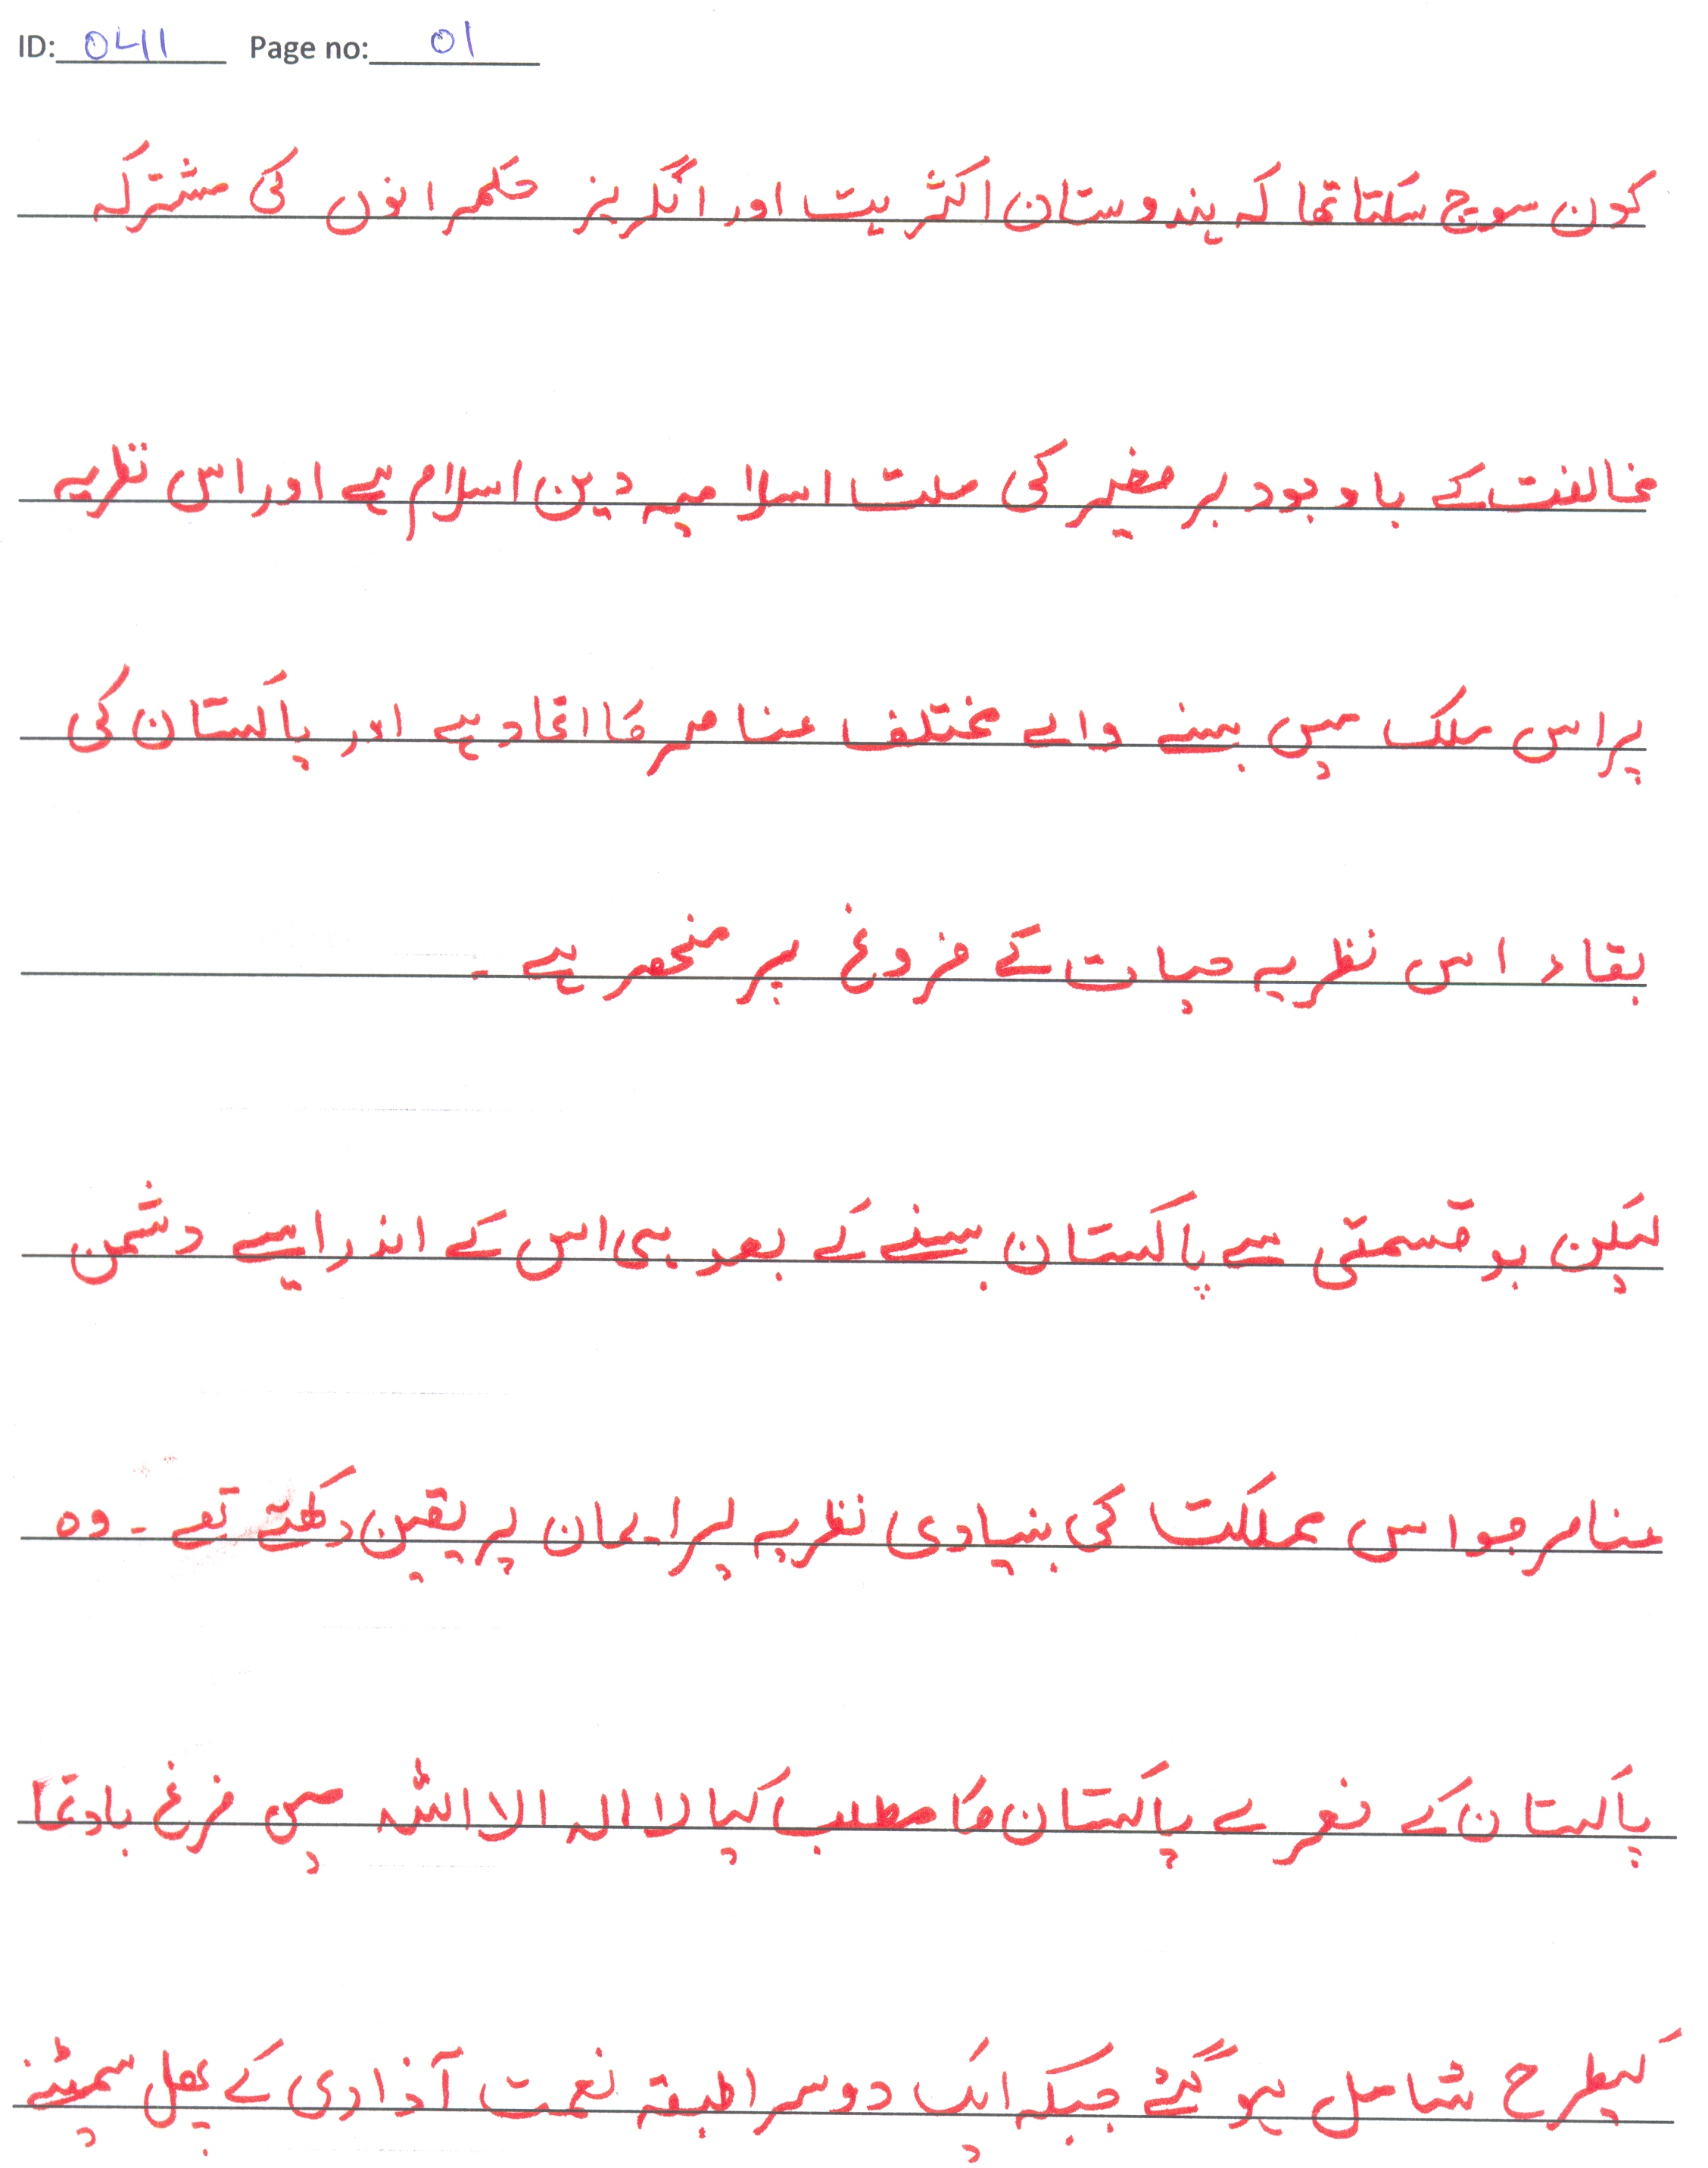 ID: 0411 Page no: 01
کون سوچ سکتا تھا کہ ہندوستان اکثریت اور انگریز حکمرانوں کی مشترکہ
مخالفت کے باوجود برصغیر کی ملت اسلامیہ دین اسلام ہے اور اس نظریہ
پر اس ملک میں بسنے والے مختلف عناصر کا اتحاد ہے اور پاکستان کی
بقاء اس نظریہ حیات کے فروغ پر منحصر ہے ۔
لیکن بدقسمتی سے پاکستان بننے کے بعد ہی اس کے اندر ایسے دشمن
عناصر جو اس مملکت کی بنیادی نظریہ پر ایمان پر یقین رکھتے تھے ۔ وہ
پاکستان کے نعرے پاکستان کا مطلب کیا لا الہ الا اللہ میں فرغ بادعا
کیطرح شامل ہو گئے جبکہ ایک دوسرا طبقہ نعمت آذاری کے پھل سمیٹنے